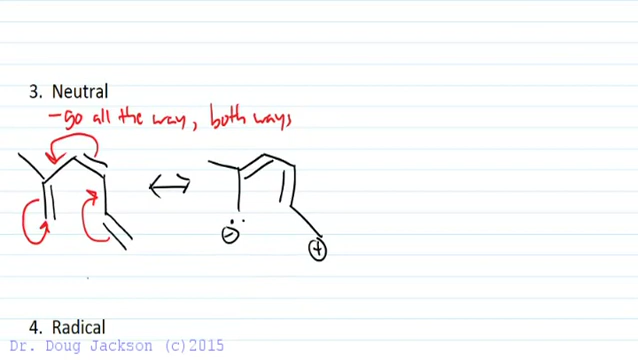 3. Neutral
-go all the way, both ways
⊖
⊕
4. Radical
Dr. Doug Jackson (c)2015